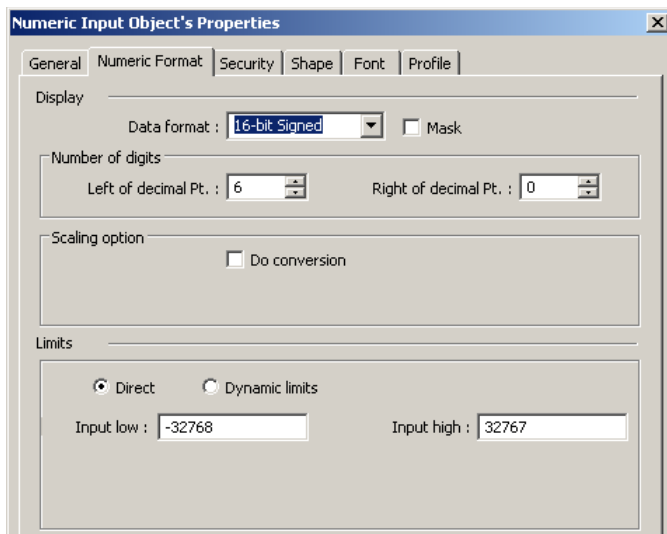 Numeric Input Object's Properties
General Numeric Format Security Shape Font Profile
Display
Data format : 16-bit Signed Mask
Number of digits
Left of decimal Pt. : 6 Right of decimal Pt. : 0
Scaling option
Do conversion
Limits
Direct Dynamic limits
Input low : -32768 Input high : 32767